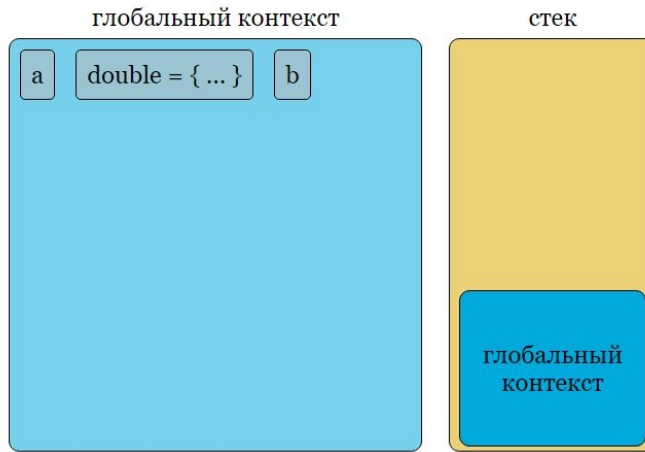 глобальный контекст
стек
a
double = { ... }
b
глобальный
контекст